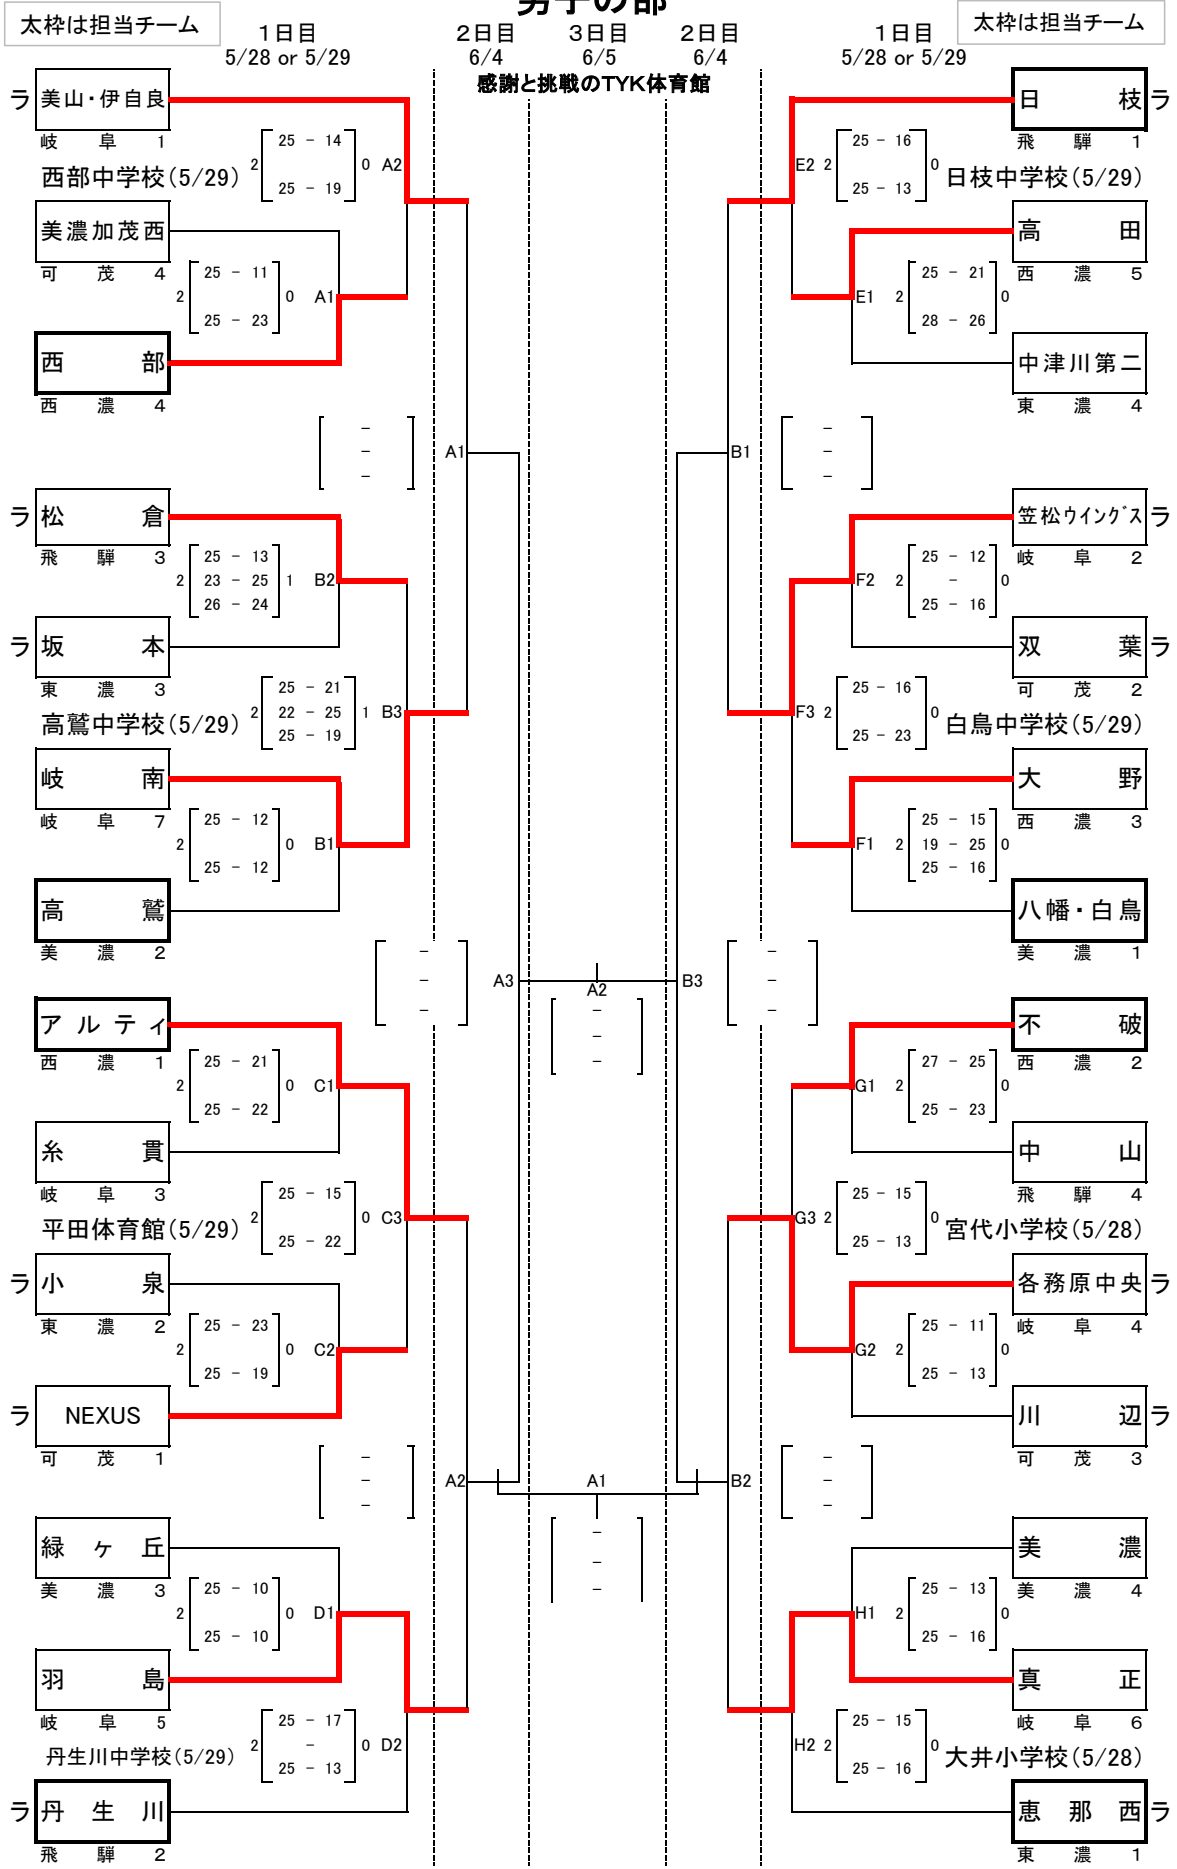 男子の部
太枠は担当チーム
太枠は担当チーム
1日目
2日目
3日目
2日目
1日目
5/28 or 5/29
6/4
6/5
6/4
5/28 or 5/29
感謝と挑戦のTYK体育館
ラ 美山・伊自良
岐阜1
25 - 14
2 0 A2
25 - 19
西部中学校(5/29)
美濃加茂西
可茂4
25 - 11
2 0 A1
25 - 23
西部
西濃4
-
- A1
-
ラ 松倉
飛騨3
25 - 13
2 23 - 25 1 B2
26 - 24
ラ 坂本
東濃3
25 - 21
2 22 - 25 1 B3
25 - 19
高鷲中学校(5/29)
岐南
岐阜7
25 - 12
2 0 B1
25 - 12
高鷲
美濃2
-
- A3
-
アルティ
西濃1
25 - 21
2 0 C1
25 - 22
糸貫
岐阜3
25 - 15
2 0 C3
25 - 22
平田体育館(5/29)
ラ 小泉
東濃2
25 - 23
2 0 C2
25 - 19
ラ NEXUS
可茂1
-
- A2
-
緑ヶ丘
美濃3
25 - 10
2 0 D1
25 - 10
羽島
岐阜5
25 - 17
2 - 0 D2
25 - 13
丹生川中学校(5/29)
ラ 丹生川
飛騨2
A2
-
-
-
A1
-
-
-
日枝 ラ
飛騨1
25 - 16
E2 2 0
25 - 13
日枝中学校(5/29)
高田
西濃5
25 - 21
E1 2 0
28 - 26
中津川第二
東濃4
-
B1 -
-
笠松ウイングス ラ
岐阜2
25 - 12
F2 2 - 0
25 - 16
双葉 ラ
可茂2
25 - 16
F3 2 0
25 - 23
白鳥中学校(5/29)
大野
西濃3
25 - 15
F1 2 19 - 25 0
25 - 16
八幡・白鳥
美濃1
-
B3 -
-
不破
西濃2
27 - 25
G1 2 0
25 - 23
中山
飛騨4
25 - 15
G3 2 0
25 - 13
宮代小学校(5/28)
各務原中央 ラ
岐阜4
25 - 11
G2 2 0
25 - 13
川辺 ラ
可茂3
-
B2 -
-
美濃
美濃4
25 - 13
H1 2 0
25 - 16
真正
岐阜6
25 - 15
H2 2 0
25 - 16
大井小学校(5/28)
恵那西 ラ
東濃1